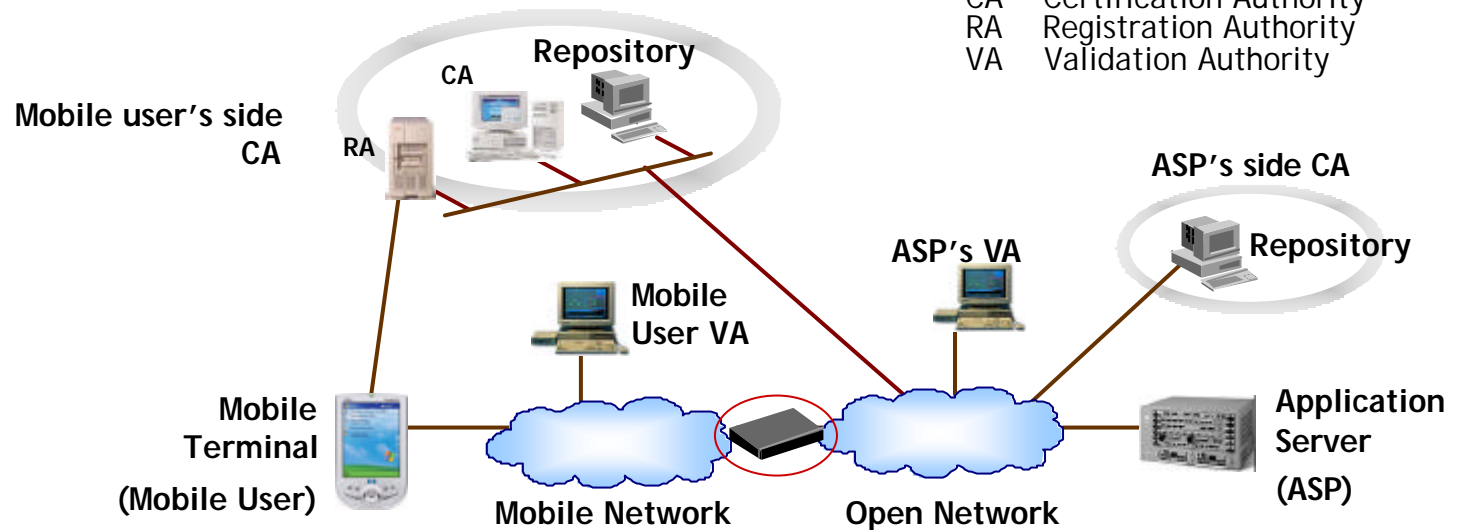 CA Certification Authority
RA Registration Authority
VA Validation Authority
Repository
CA
Mobile user's side
CA
RA
ASP's side CA
Repository
ASP's VA
Mobile
User VA
Mobile
Terminal
(Mobile User)
Application
Server
(ASP)
Mobile Network
Open Network